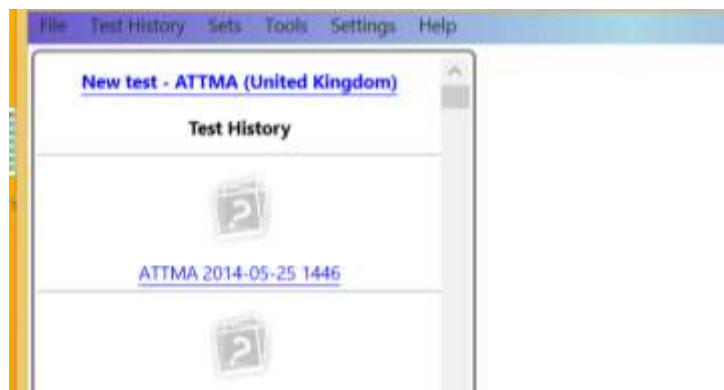 File Test History Sets Tools Settings Help
New test - ATTMA (United Kingdom)
Test History
ATTMA 2014-05-25 1446